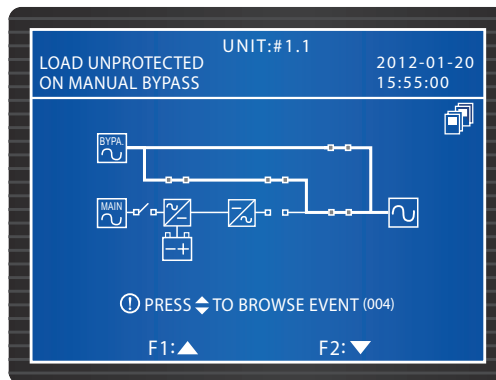 UNIT:#1.1
LOAD UNPROTECTED
ON MANUAL BYPASS
2012-01-20
15:55:00
BYPA.
MAIN
PRESS TO BROWSE EVENT (004)
F1: F2: